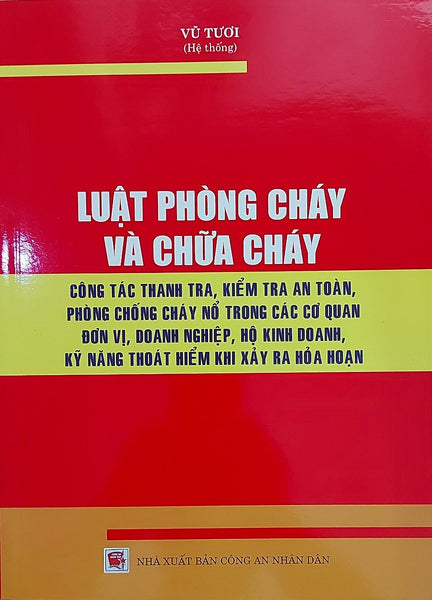 VŨ TƯƠI
(Hệ thống)
LUẬT PHÒNG CHÁY
VÀ CHỮA CHÁY
CÔNG TÁC THANH TRA, KIỂM TRA AN TOÀN,
PHÒNG CHỐNG CHÁY NỔ TRONG CÁC CƠ QUAN
ĐƠN VỊ, DOANH NGHIỆP, HỘ KINH DOANH,
KỸ NĂNG THOÁT HIỂM KHI XẢY RA HỎA HOẠN
NHÀ XUẤT BẢN CÔNG AN NHÂN DÂN